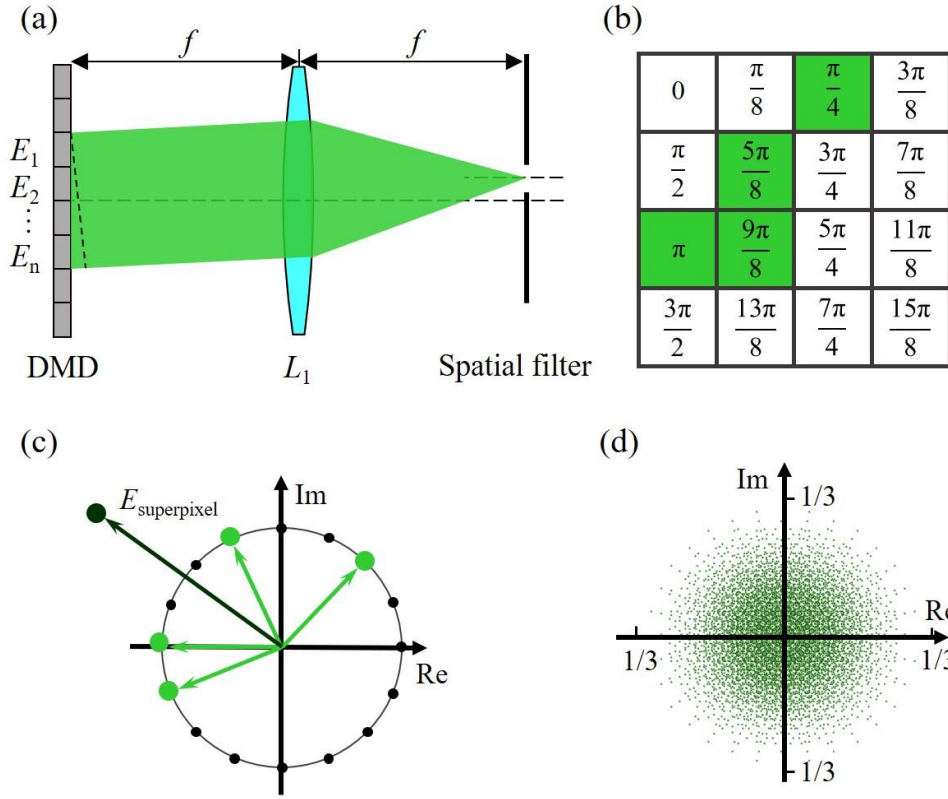 (a)
f f
E₁
E₂
⋮
Eₙ
DMD L₁ Spatial filter
(b)
0 π/8 π/4 3π/8
π/2 5π/8 3π/4 7π/8
π 9π/8 5π/4 11π/8
3π/2 13π/8 7π/4 15π/8
(c)
Im
E_superpixel
Re
(d)
Im
1/3
Re
1/3 1/3
1/3